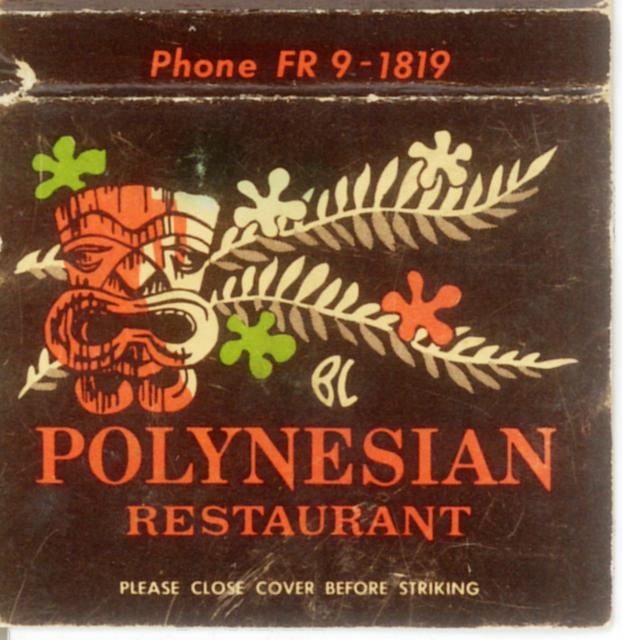 Phone FR 9-1819
BL
POLYNESIAN
RESTAURANT
PLEASE CLOSE COVER BEFORE STRIKING